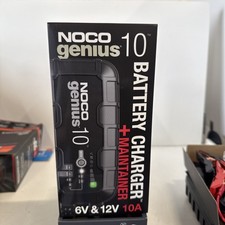 NOCO
genius 10
BATTERY CHARGER
+MAINTAINER
NOCO
genius 10
6V & 12V 10A